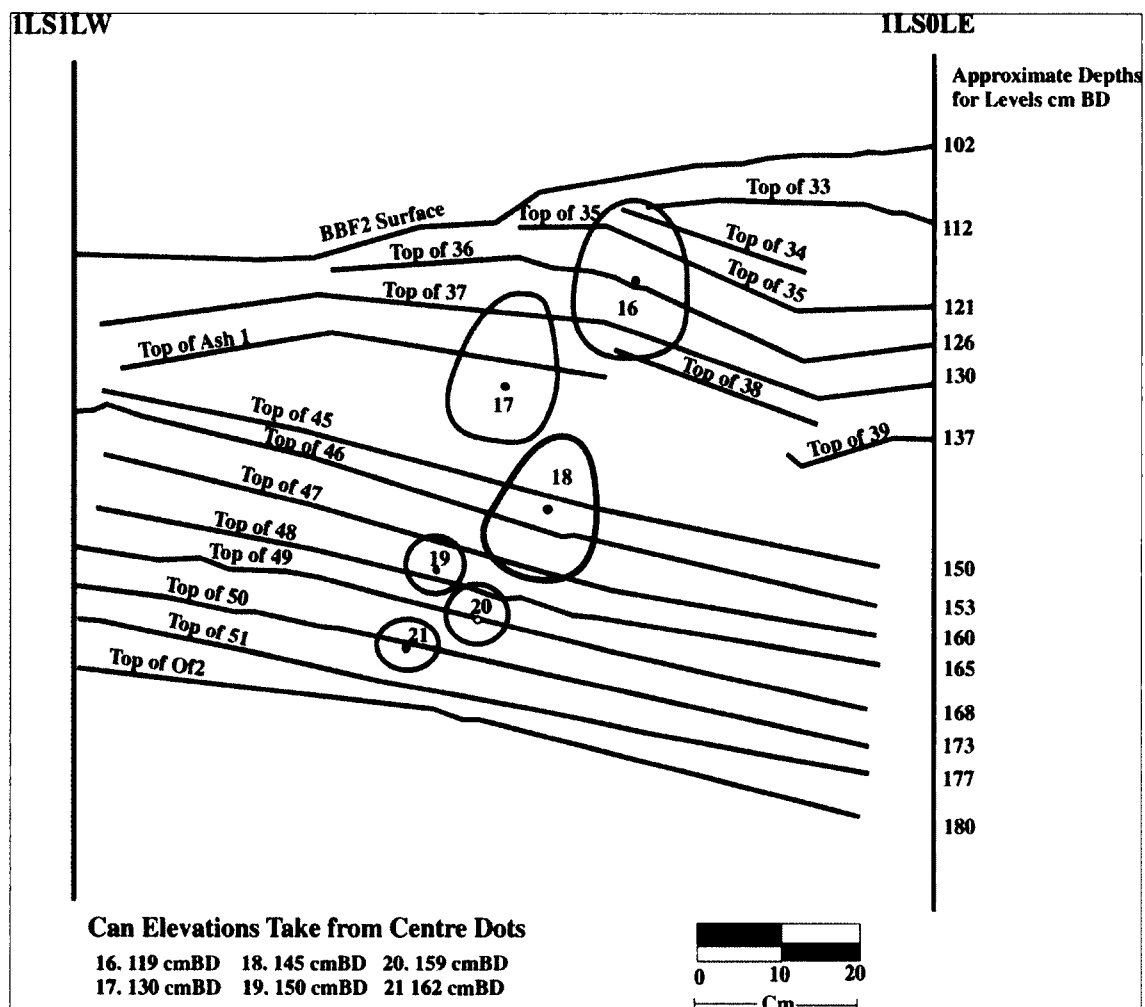 1LS1LW 1LS0LE
Approximate Depths
for Levels cm BD
102
Top of 33
BBF2 Surface
Top of 35
112
Top of 34
Top of 36
Top of 35
Top of 37
16
121
Top of Ash 1
126
Top of 38
130
17
Top of 45
Top of 39
137
Top of 46
18
Top of 47
Top of 48
19
150
Top of 49
20
153
Top of 50
21
160
Top of 51
165
Top of Of2
168
173
177
180
Can Elevations Take from Centre Dots
16. 119 cmBD 18. 145 cmBD 20. 159 cmBD
17. 130 cmBD 19. 150 cmBD 21 162 cmBD
0 10 20
Cm